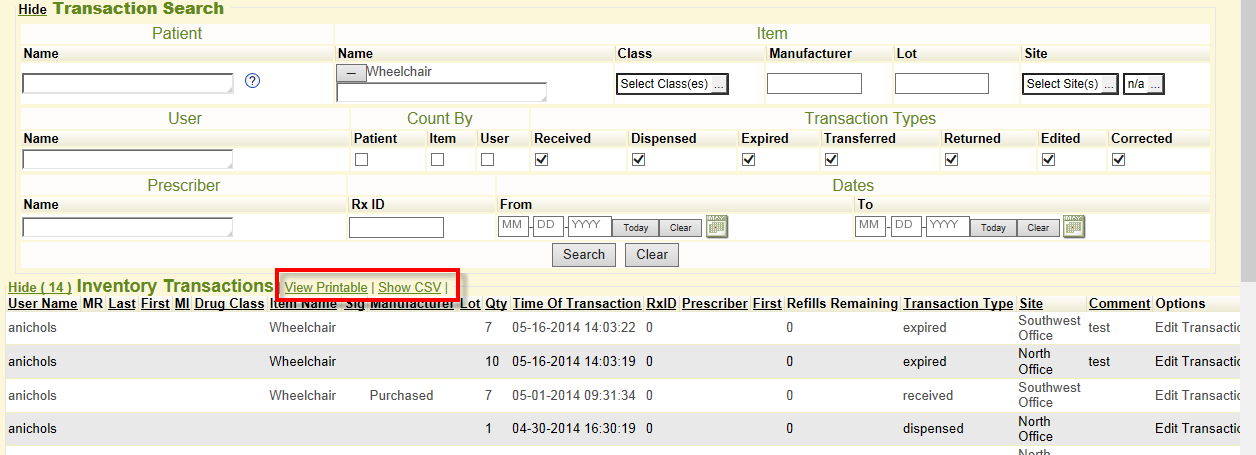 Hide Transaction Search
Patient Item
Name Name Class Manufacturer Lot Site
— Wheelchair
Select Class(es) ... Select Site(s) ... n/a ...
User Count By Transaction Types
Name Patient Item User Received Dispensed Expired Transferred Returned Edited Corrected
Prescriber Dates
Name Rx ID From To
MM - DD - YYYY Today Clear MM - DD - YYYY Today Clear
Search Clear
Hide ( 14 ) Inventory Transactions View Printable | Show CSV |
User Name MR Last First MI Drug Class Item Name Sig Manufacturer Lot Qty Time Of Transaction RxID Prescriber First Refills Remaining Transaction Type Site Comment Options
anichols Wheelchair 7 05-16-2014 14:03:22 0 0 expired Southwest Office test Edit Transactio
anichols Wheelchair 10 05-16-2014 14:03:19 0 0 expired North Office test Edit Transactio
anichols Wheelchair Purchased 7 05-01-2014 09:31:34 0 0 received Southwest Office Edit Transactio
anichols 1 04-30-2014 16:30:19 0 0 dispensed North Office Edit Transactio
North